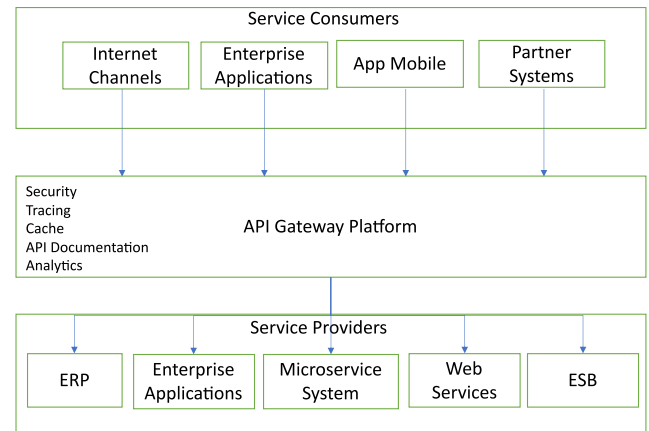 Service Consumers
Internet
Channels
Enterprise
Applications
App Mobile
Partner
Systems
Security
Tracing
Cache
API Documentation
Analytics
API Gateway Platform
Service Providers
ERP
Enterprise
Applications
Microservice
System
Web
Services
ESB